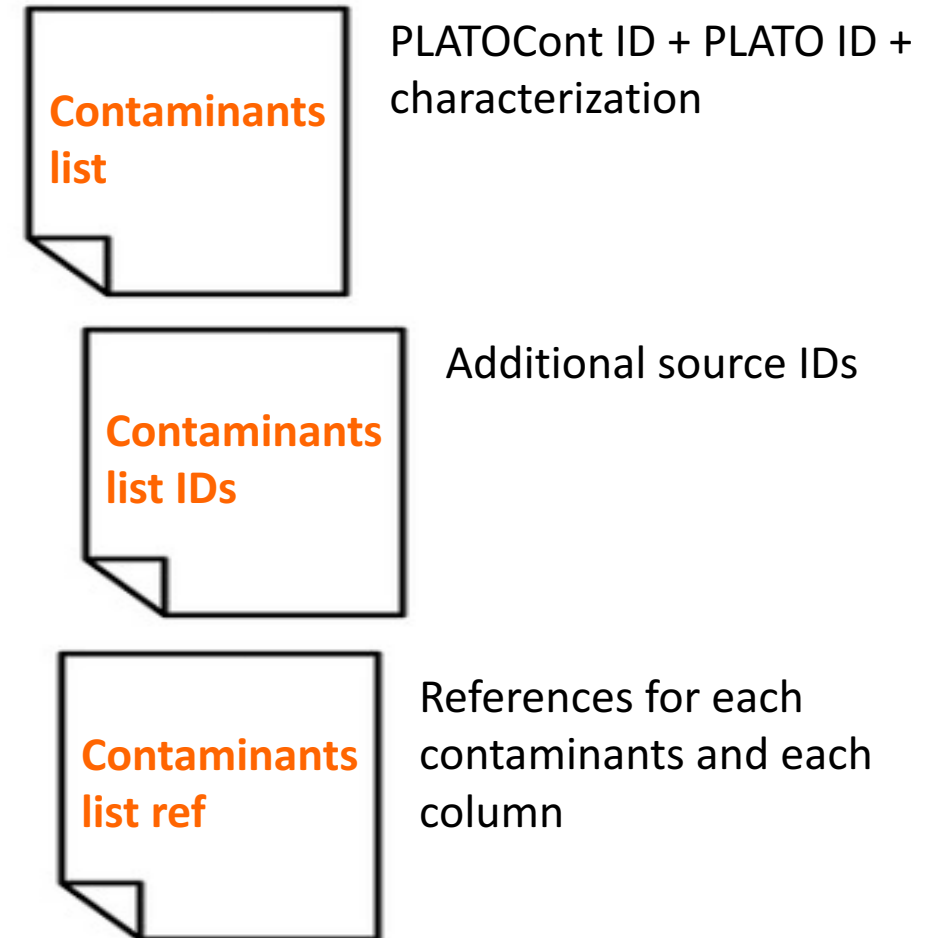 PLATOCont ID + PLATO ID +
characterization
Contaminants
list
Additional source IDs
Contaminants
list IDs
References for each
contaminants and each
column
Contaminants
list ref